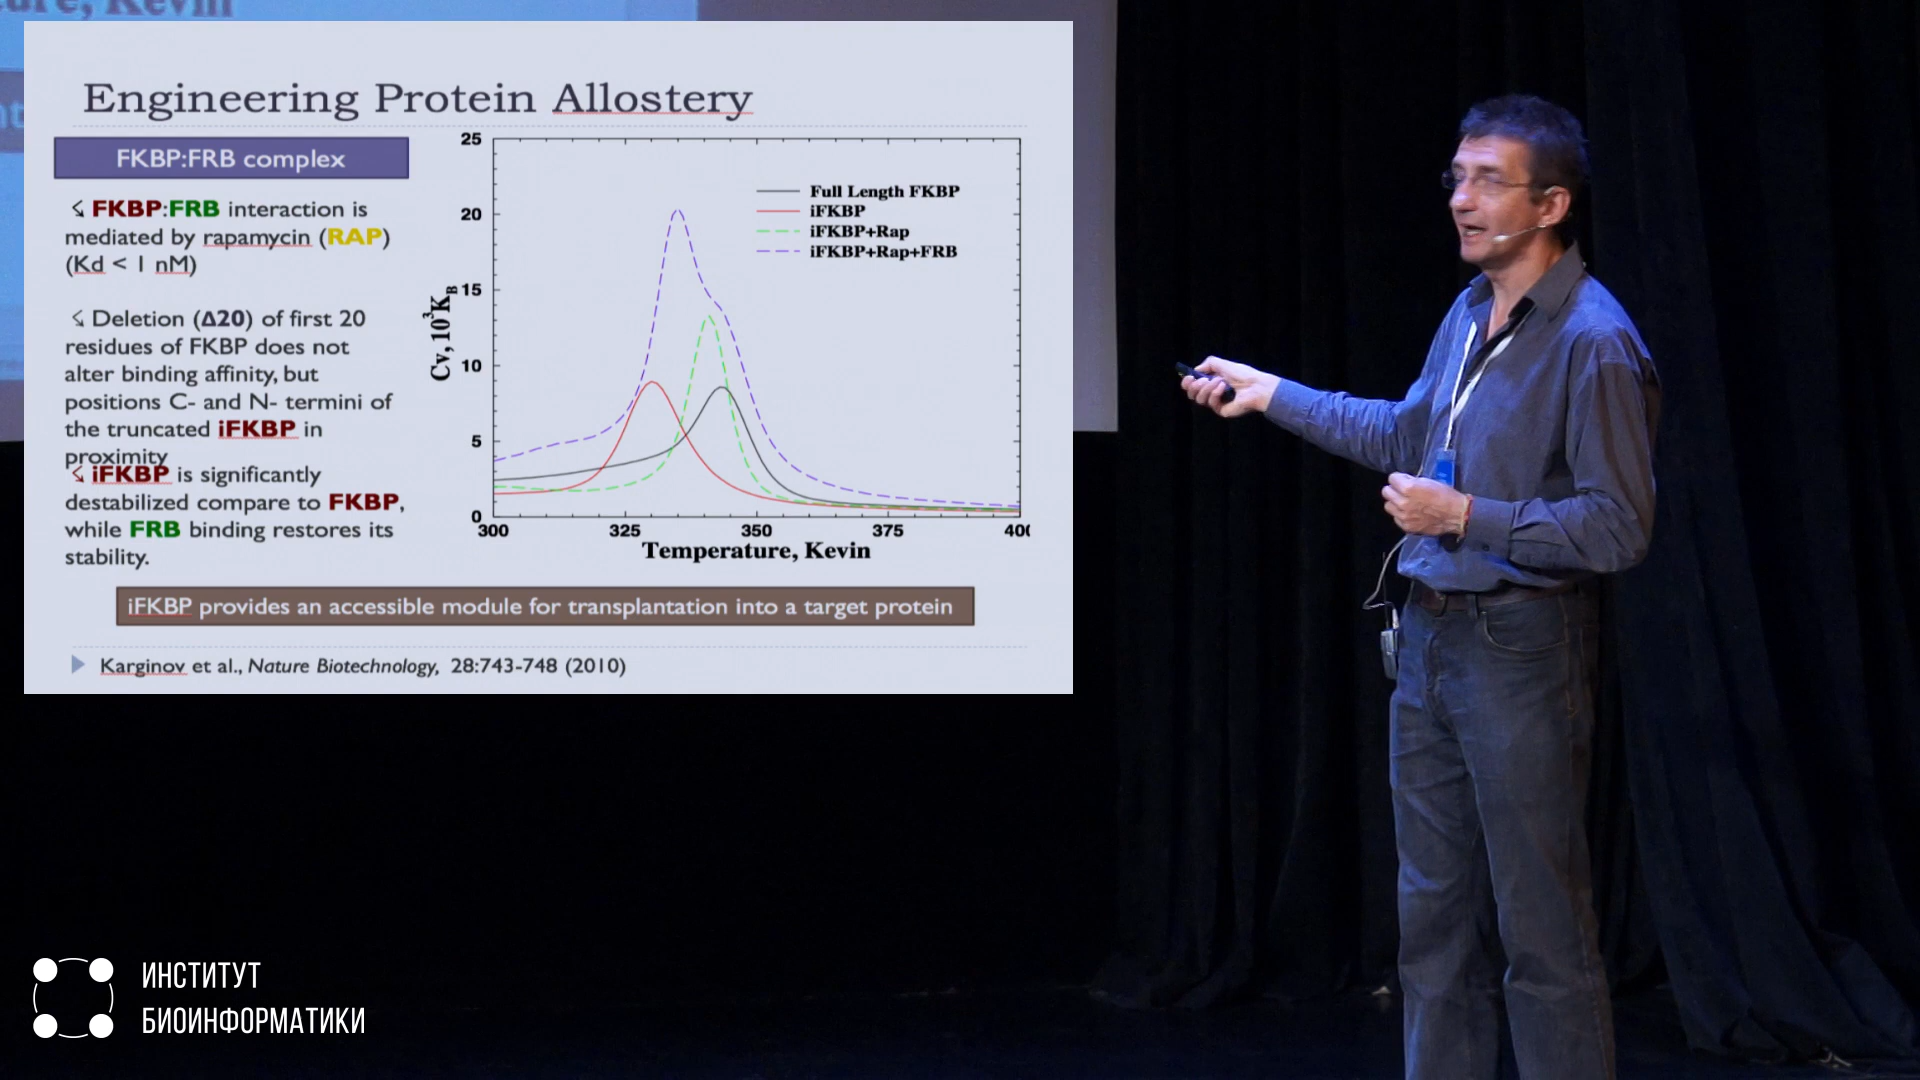 ture, Kevin
nt
Engineering Protein Allostery
FKBP:FRB complex
FKBP:FRB interaction is
mediated by rapamycin (RAP)
(Kd < 1 nM)
Deletion (Δ20) of first 20
residues of FKBP does not
alter binding affinity, but
positions C- and N- termini of
the truncated iFKBP in
proximity
iFKBP is significantly
destabilized compare to FKBP,
while FRB binding restores its
stability.
25
20
15
10
5
0
Cv, 10³K_B
Full Length FKBP
iFKBP
iFKBP+Rap
iFKBP+Rap+FRB
300 325 350 375 400
Temperature, Kevin
iFKBP provides an accessible module for transplantation into a target protein
Karginov et al., Nature Biotechnology, 28:743-748 (2010)
ИНСТИТУТ
БИОИНФОРМАТИКИ